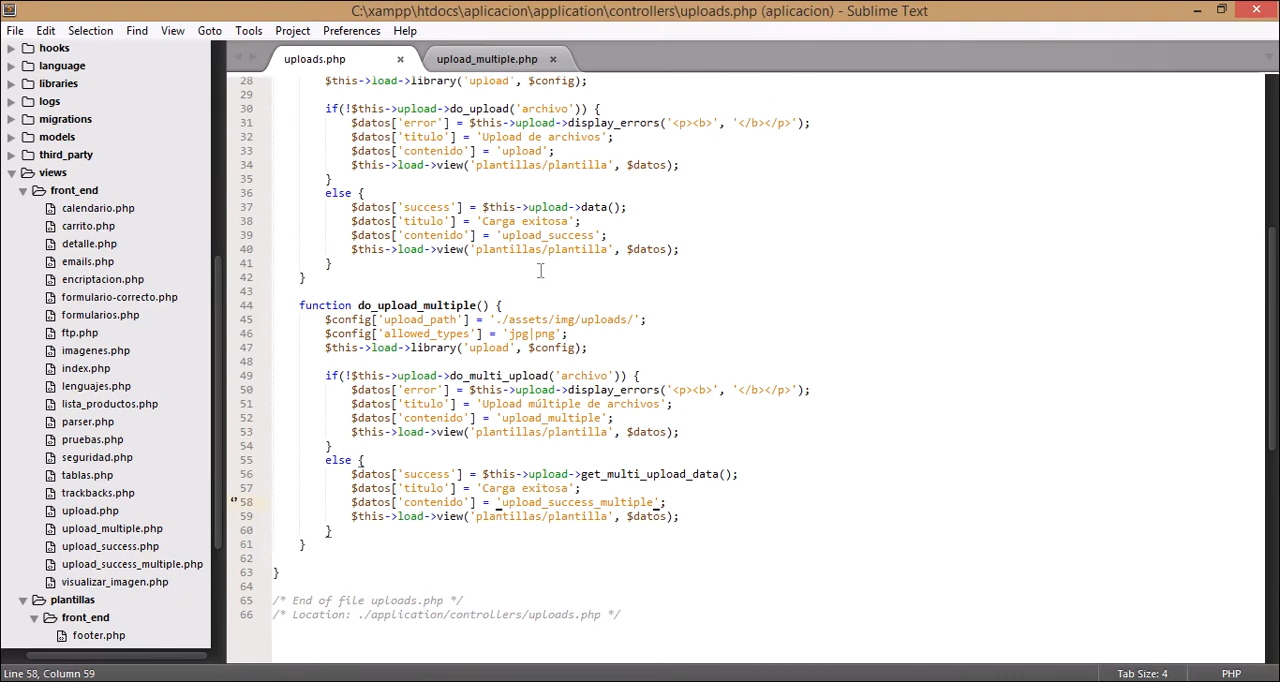 C:\xampp\htdocs\aplicacion\application\controllers\uploads.php (aplicacion) - Sublime Text
File Edit Selection Find View Goto Tools Project Preferences Help
hooks
language
libraries
logs
migrations
models
third_party
views
front_end
calendario.php
carrito.php
detalle.php
emails.php
encriptacion.php
formulario-correcto.php
formularios.php
ftp.php
imagenes.php
index.php
lenguajes.php
lista_productos.php
parser.php
pruebas.php
seguridad.php
tablas.php
trackbacks.php
upload.php
upload_multiple.php
upload_success.php
upload_success_multiple.php
visualizar_imagen.php
plantillas
front_end
footer.php
uploads.php × upload_multiple.php ×
28 $this->load->library('upload', $config);
29
30 if(!$this->upload->do_upload('archivo')) {
31 $datos['error'] = $this->upload->display_errors('<p><b>', '</b></p>');
32 $datos['titulo'] = 'Upload de archivos';
33 $datos['contenido'] = 'upload';
34 $this->load->view('plantillas/plantilla', $datos);
35 }
36 else {
37 $datos['success'] = $this->upload->data();
38 $datos['titulo'] = 'Carga exitosa';
39 $datos['contenido'] = 'upload_success';
40 $this->load->view('plantillas/plantilla', $datos);
41 }
42 }
43
44 function do_upload_multiple() {
45 $config['upload_path'] = './assets/img/uploads/';
46 $config['allowed_types'] = 'jpg|png';
47 $this->load->library('upload', $config);
48
49 if(!$this->upload->do_multi_upload('archivo')) {
50 $datos['error'] = $this->upload->display_errors('<p><b>', '</b></p>');
51 $datos['titulo'] = 'Upload múltiple de archivos';
52 $datos['contenido'] = 'upload_multiple';
53 $this->load->view('plantillas/plantilla', $datos);
54 }
55 else {
56 $datos['success'] = $this->upload->get_multi_upload_data();
57 $datos['titulo'] = 'Carga exitosa';
58 $datos['contenido'] = 'upload_success_multiple';
59 $this->load->view('plantillas/plantilla', $datos);
60 }
61 }
62
63 }
64
65 /* End of file uploads.php */
66 /* Location: ./application/controllers/uploads.php */
Line 58, Column 59 Tab Size: 4 PHP